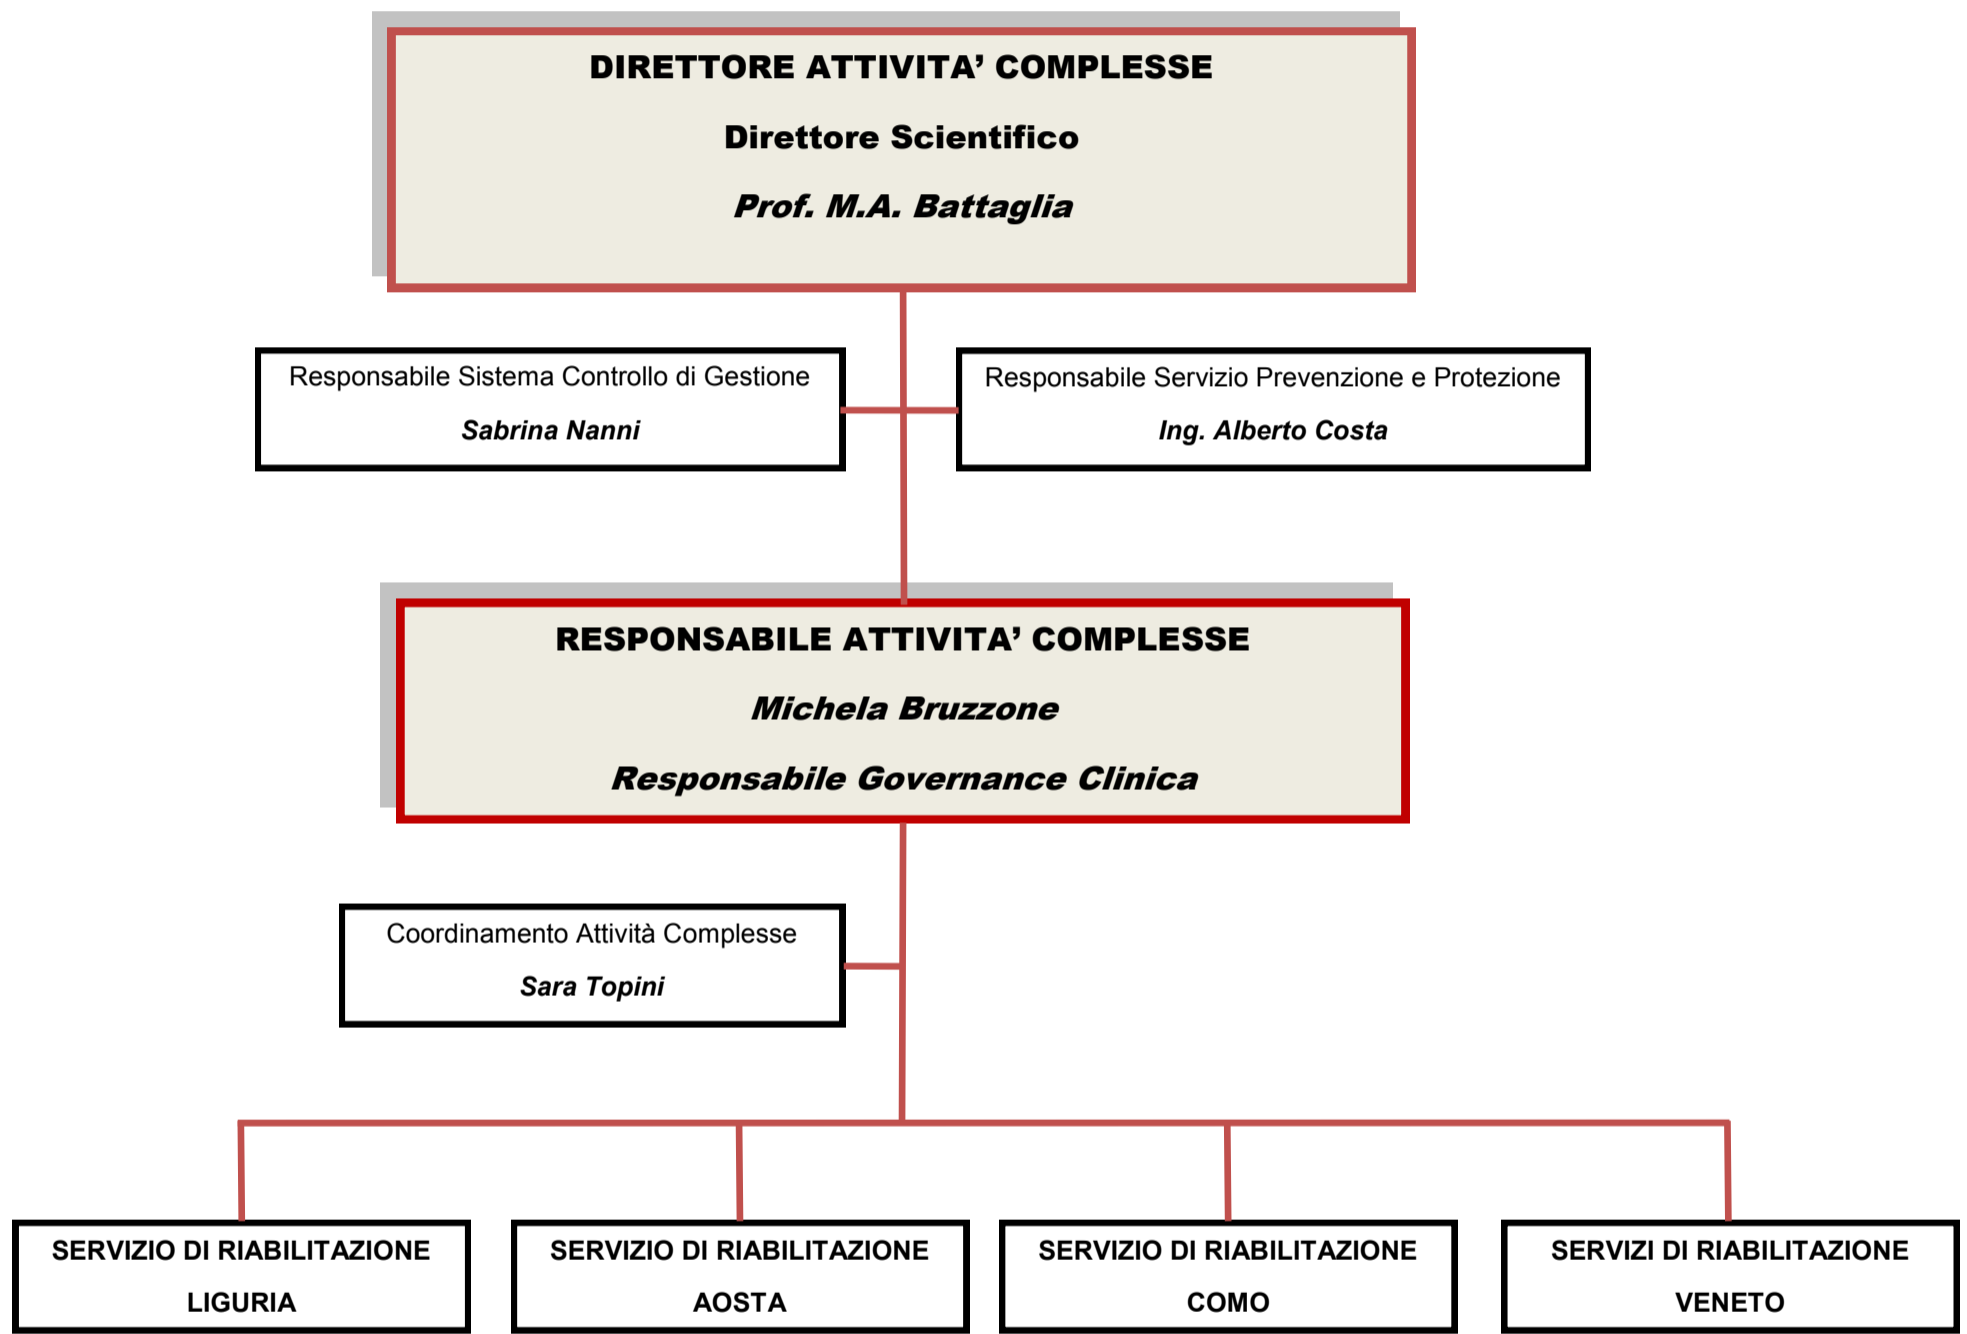 DIRETTORE ATTIVITA’ COMPLESSE
Direttore Scientifico
Prof. M.A. Battaglia
Responsabile Sistema Controllo di Gestione
Sabrina Nanni
Responsabile Servizio Prevenzione e Protezione
Ing. Alberto Costa
RESPONSABILE ATTIVITA’ COMPLESSE
Michela Bruzzone
Responsabile Governance Clinica
Coordinamento Attività Complesse
Sara Topini
SERVIZIO DI RIABILITAZIONE
LIGURIA
SERVIZIO DI RIABILITAZIONE
AOSTA
SERVIZIO DI RIABILITAZIONE
COMO
SERVIZI DI RIABILITAZIONE
VENETO